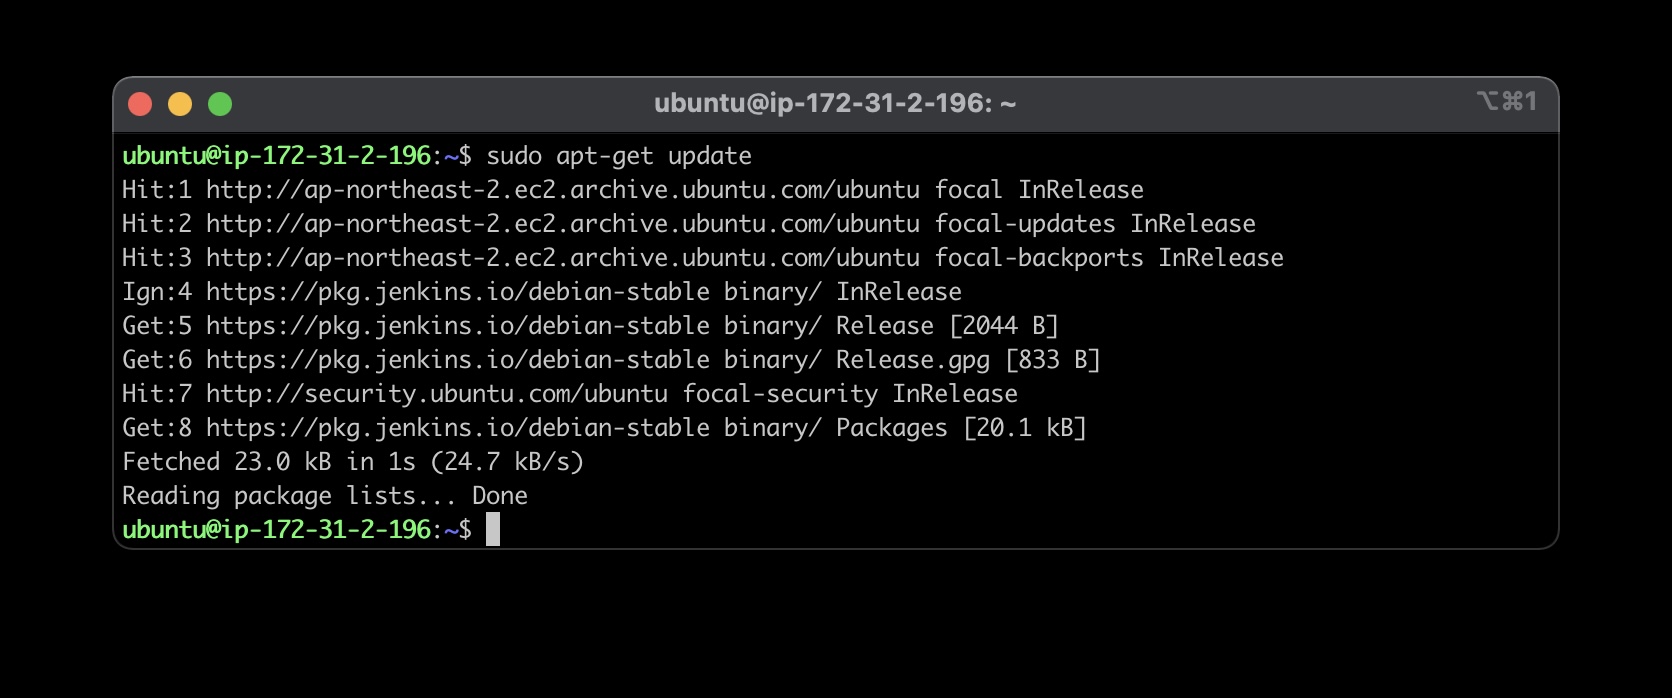 ubuntu@ip-172-31-2-196: ~
⌥⌘1
ubuntu@ip-172-31-2-196:~$ sudo apt-get update
Hit:1 http://ap-northeast-2.ec2.archive.ubuntu.com/ubuntu focal InRelease
Hit:2 http://ap-northeast-2.ec2.archive.ubuntu.com/ubuntu focal-updates InRelease
Hit:3 http://ap-northeast-2.ec2.archive.ubuntu.com/ubuntu focal-backports InRelease
Ign:4 https://pkg.jenkins.io/debian-stable binary/ InRelease
Get:5 https://pkg.jenkins.io/debian-stable binary/ Release [2044 B]
Get:6 https://pkg.jenkins.io/debian-stable binary/ Release.gpg [833 B]
Hit:7 http://security.ubuntu.com/ubuntu focal-security InRelease
Get:8 https://pkg.jenkins.io/debian-stable binary/ Packages [20.1 kB]
Fetched 23.0 kB in 1s (24.7 kB/s)
Reading package lists... Done
ubuntu@ip-172-31-2-196:~$